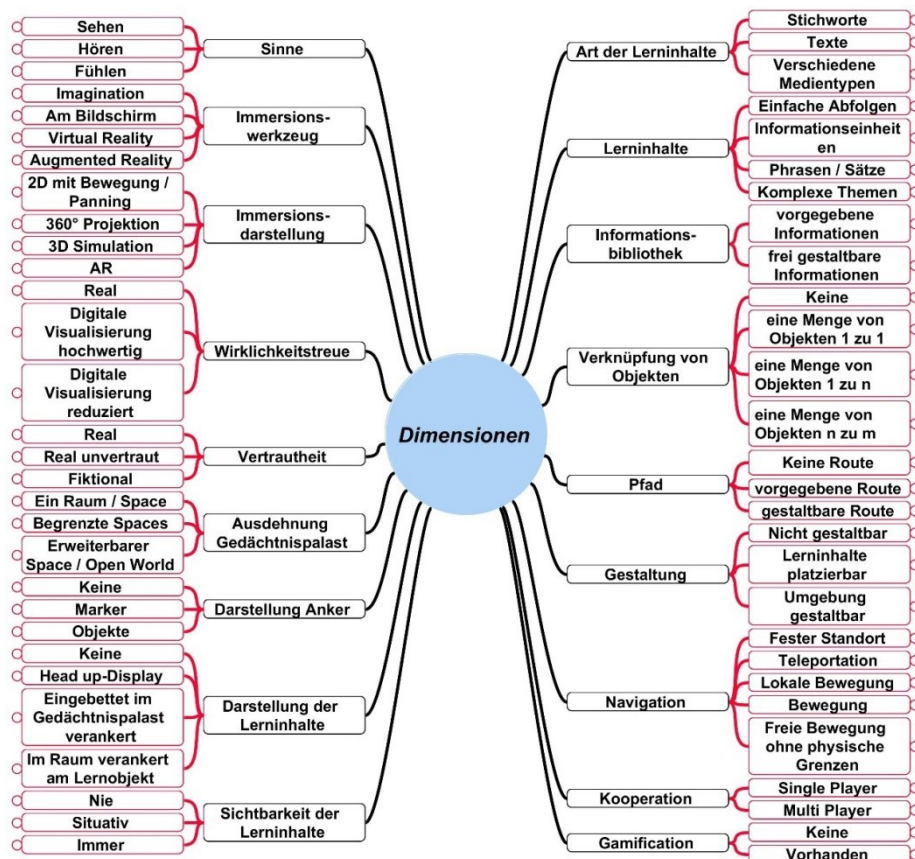 Dimensionen
Sinne
Sehen
Hören
Fühlen
Immersions-
werkzeug
Imagination
Am Bildschirm
Virtual Reality
Augmented Reality
Immersions-
darstellung
2D mit Bewegung /
Panning
360° Projektion
3D Simulation
AR
Wirklichkeitstreue
Real
Digitale
Visualisierung
hochwertig
Digitale
Visualisierung
reduziert
Vertrautheit
Real
Real unvertraut
Fiktional
Ausdehnung
Gedächtnispalast
Ein Raum / Space
Begrenzte Spaces
Erweiterbarer
Space / Open World
Darstellung Anker
Keine
Marker
Objekte
Darstellung der
Lerninhalte
Keine
Head up-Display
Eingebettet im
Gedächtnispalast
verankert
Im Raum verankert
am Lernobjekt
Sichtbarkeit der
Lerninhalte
Nie
Situativ
Immer
Art der Lerninhalte
Stichworte
Texte
Verschiedene
Medientypen
Lerninhalte
Einfache Abfolgen
Informationseinheit
en
Phrasen / Sätze
Komplexe Themen
Informations-
bibliothek
vorgegebene
Informationen
frei gestaltbare
Informationen
Verknüpfung von
Objekten
Keine
eine Menge von
Objekten 1 zu 1
eine Menge von
Objekten 1 zu n
eine Menge von
Objekten n zu m
Pfad
Keine Route
vorgegebene Route
gestaltbare Route
Gestaltung
Nicht gestaltbar
Lerninhalte
platzierbar
Umgebung
gestaltbar
Navigation
Fester Standort
Teleportation
Lokale Bewegung
Bewegung
Freie Bewegung
ohne physische
Grenzen
Kooperation
Single Player
Multi Player
Gamification
Keine
Vorhanden